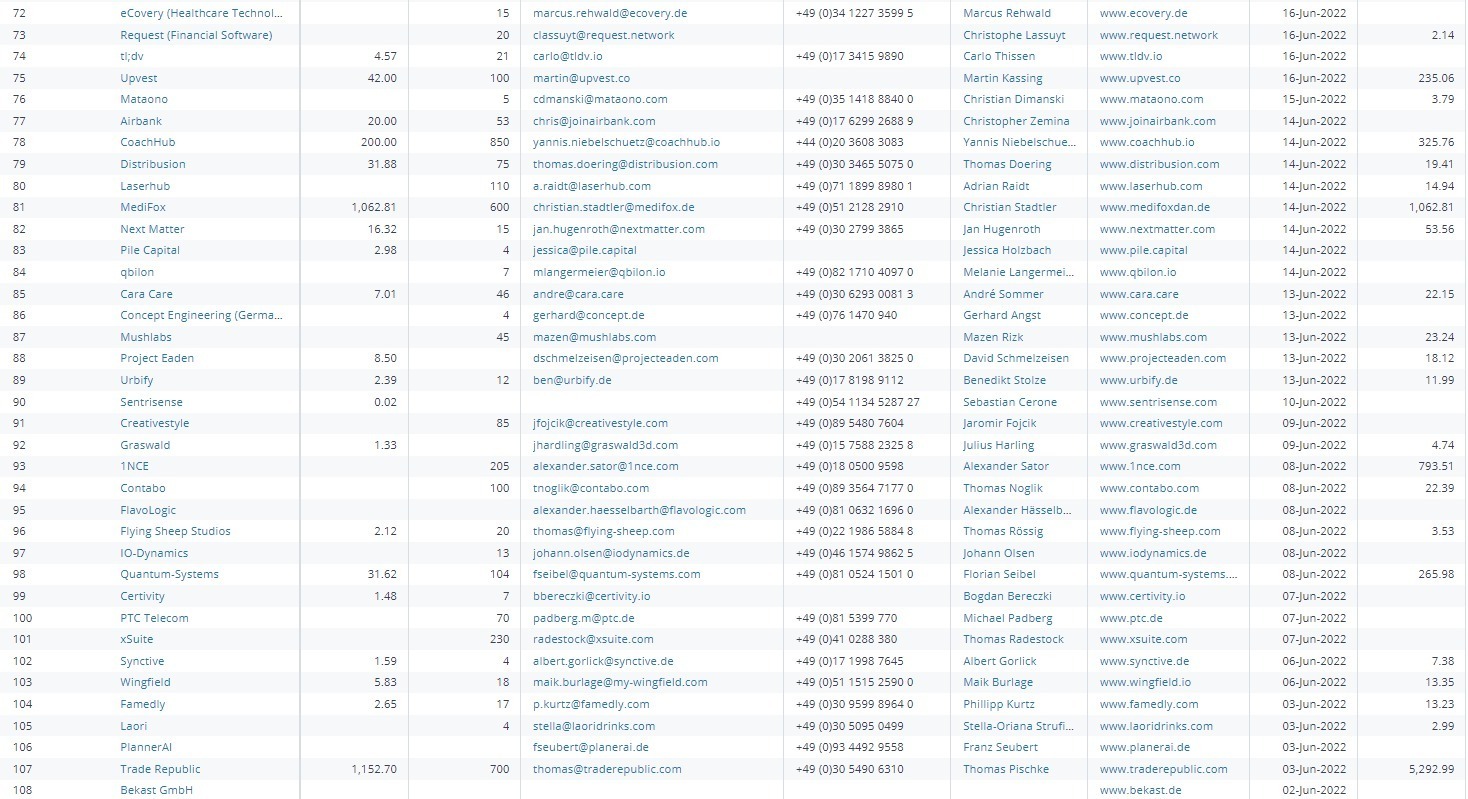 72 eCovery (Healthcare Technol... 15 marcus.rehwald@ecovery.de +49 (0)34 1227 3599 5 Marcus Rehwald www.ecovery.de 16-Jun-2022
73 Request (Financial Software) 20 classuyt@request.network Christophe Lassuyt www.request.network 16-Jun-2022 2.14
74 tl;dv 4.57 21 carlo@tldv.io +49 (0)17 3415 9890 Carlo Thissen www.tldv.io 16-Jun-2022
75 Upvest 42.00 100 martin@upvest.co Martin Kassing www.upvest.co 16-Jun-2022 235.06
76 Mataono 5 cdmanski@mataono.com +49 (0)35 1418 8840 0 Christian Dimanski www.mataono.com 15-Jun-2022 3.79
77 Airbank 20.00 53 chris@joinairbank.com +49 (0)17 6299 2688 9 Christopher Zemina www.joinairbank.com 14-Jun-2022
78 CoachHub 200.00 850 yannis.niebelschuetz@coachhub.io +44 (0)20 3608 3083 Yannis Niebelschue... www.coachhub.io 14-Jun-2022 325.76
79 Distribusion 31.88 75 thomas.doering@distribusion.com +49 (0)30 3465 5075 0 Thomas Doering www.distribusion.com 14-Jun-2022 19.41
80 Laserhub 110 a.raidt@laserhub.com +49 (0)71 1899 8980 1 Adrian Raidt www.laserhub.com 14-Jun-2022 14.94
81 MediFox 1,062.81 600 christian.stadtler@medifox.de +49 (0)51 2128 2910 Christian Stadtler www.medifoxdan.de 14-Jun-2022 1,062.81
82 Next Matter 16.32 15 jan.hugenroth@nextmatter.com +49 (0)30 2799 3865 Jan Hugenroth www.nextmatter.com 14-Jun-2022 53.56
83 Pile Capital 2.98 4 jessica@pile.capital Jessica Holzbach www.pile.capital 14-Jun-2022
84 qbilon 7 mlangermeier@qbilon.io +49 (0)82 1710 4097 0 Melanie Langermei... www.qbilon.io 14-Jun-2022
85 Cara Care 7.01 46 andre@cara.care +49 (0)30 6293 0081 3 André Sommer www.cara.care 13-Jun-2022 22.15
86 Concept Engineering (Germa... 4 gerhard@concept.de +49 (0)76 1470 940 Gerhard Angst www.concept.de 13-Jun-2022
87 Mushlabs 45 mazen@mushlabs.com Mazen Rizk www.mushlabs.com 13-Jun-2022 23.24
88 Project Eaden 8.50 dschmelzeisen@projecteaden.com +49 (0)30 2061 3825 0 David Schmelzeisen www.projecteaden.com 13-Jun-2022 18.12
89 Urbify 2.39 12 ben@urbify.de +49 (0)17 8198 9112 Benedikt Stolze www.urbify.de 13-Jun-2022 11.99
90 Sentrisense 0.02 +49 (0)54 1134 5287 27 Sebastian Cerone www.sentrisense.com 10-Jun-2022
91 Creativestyle 85 jfojcik@creativestyle.com +49 (0)89 5480 7604 Jaromir Fojcik www.creativestyle.com 09-Jun-2022
92 Graswald 1.33 jhardling@graswald3d.com +49 (0)15 7588 2325 8 Julius Harling www.graswald3d.com 09-Jun-2022 4.74
93 1NCE 205 alexander.sator@1nce.com +49 (0)18 0500 9598 Alexander Sator www.1nce.com 08-Jun-2022 793.51
94 Contabo 100 tnoglik@contabo.com +49 (0)89 3564 7177 0 Thomas Noglik www.contabo.com 08-Jun-2022 22.39
95 FlavoLogic alexander.haesselbarth@flavologic.com +49 (0)81 0632 1696 0 Alexander Hässelb... www.flavologic.de 08-Jun-2022
96 Flying Sheep Studios 2.12 20 thomas@flying-sheep.com +49 (0)22 1986 5884 8 Thomas Rössig www.flying-sheep.com 08-Jun-2022 3.53
97 IO-Dynamics 13 johann.olsen@iodynamics.de +49 (0)46 1574 9862 5 Johann Olsen www.iodynamics.de 08-Jun-2022
98 Quantum-Systems 31.62 104 fseibel@quantum-systems.com +49 (0)81 0524 1501 0 Florian Seibel www.quantum-systems.... 08-Jun-2022 265.98
99 Certivity 1.48 7 bbereczki@certivity.io Bogdan Bereczki www.certivity.io 07-Jun-2022
100 PTC Telecom 70 padberg.m@ptc.de +49 (0)81 5399 770 Michael Padberg www.ptc.de 07-Jun-2022
101 xSuite 230 radestock@xsuite.com +49 (0)41 0288 380 Thomas Radestock www.xsuite.com 07-Jun-2022
102 Synctive 1.59 4 albert.gorlick@synctive.de +49 (0)17 1998 7645 Albert Gorlick www.synctive.de 06-Jun-2022 7.38
103 Wingfield 5.83 18 maik.burlage@my-wingfield.com +49 (0)51 1515 2590 0 Maik Burlage www.wingfield.io 06-Jun-2022 13.35
104 Famedly 2.65 17 p.kurtz@famedly.com +49 (0)30 9599 8964 0 Phillipp Kurtz www.famedly.com 03-Jun-2022 13.23
105 Laori 4 stella@laoridrinks.com +49 (0)30 5095 0499 Stella-Oriana Strufi... www.laoridrinks.com 03-Jun-2022 2.99
106 PlannerAI fseubert@planerai.de +49 (0)93 4492 9558 Franz Seubert www.planerai.de 03-Jun-2022
107 Trade Republic 1,152.70 700 thomas@traderepublic.com +49 (0)30 5490 6310 Thomas Pischke www.traderepublic.com 03-Jun-2022 5,292.99
108 Bekast GmbH www.bekast.de 02-Jun-2022